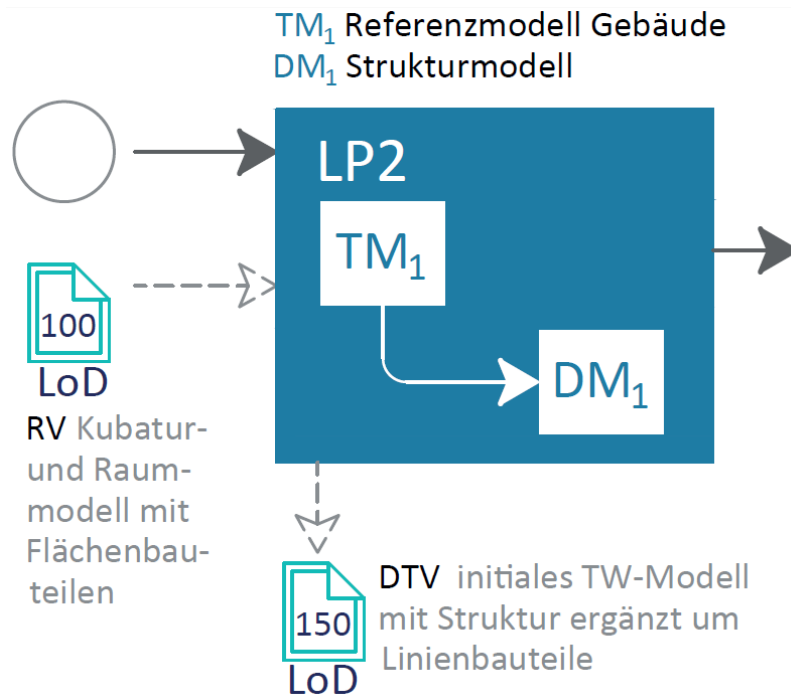 TM₁ Referenzmodell Gebäude
DM₁ Strukturmodell
LP2
TM₁
DM₁
100
LoD
RV Kubatur-
und Raum-
modell mit
Flächenbau-
teilen
150
LoD
DTV initiales TW-Modell
mit Struktur ergänzt um
Linienbauteile